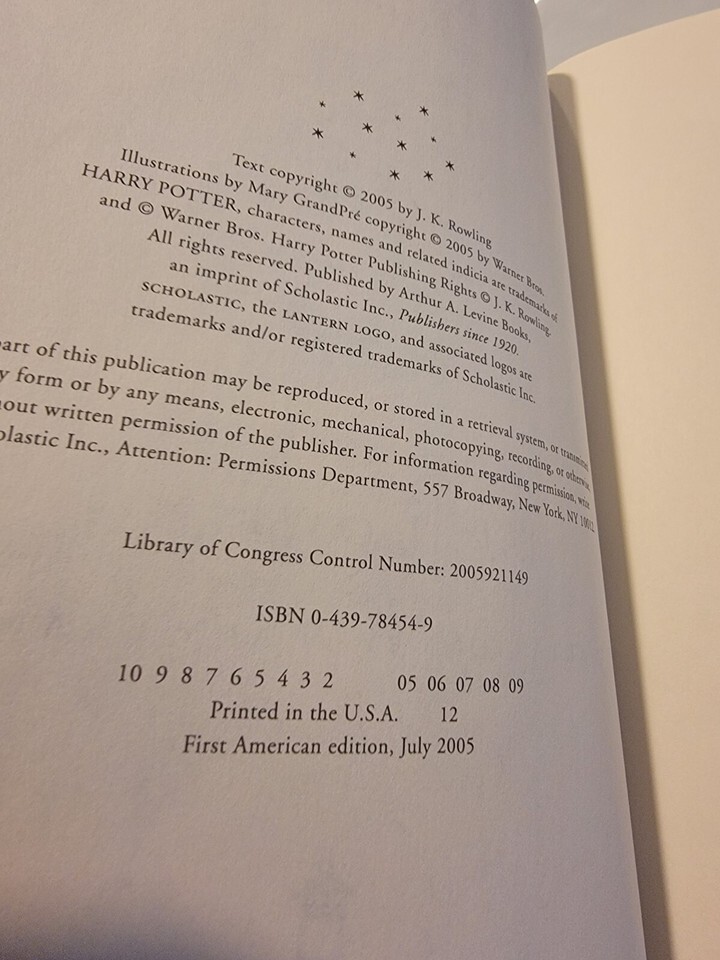 Text copyright © 2005 by J. K. Rowling
Illustrations by Mary GrandPré copyright © 2005 by Warner Bros.
HARRY POTTER, characters, names and related indicia are trademarks of
and © Warner Bros. Harry Potter Publishing Rights © J. K. Rowling.
All rights reserved. Published by Arthur A. Levine Books,
an imprint of Scholastic Inc., Publishers since 1920.
SCHOLASTIC, the LANTERN LOGO, and associated logos are
trademarks and/or registered trademarks of Scholastic Inc.
part of this publication may be reproduced, or stored in a retrieval system, or
form or by any means, electronic, mechanical, photocopying, recording, or otherwise,
written permission of the publisher. For information regarding permission, write
Inc., Attention: Permissions Department, 557 Broadway, New York, NY 10012.
Library of Congress Control Number: 2005921149
ISBN 0-439-78454-9
10 9 8 7 6 5 4 3 2 05 06 07 08 09
Printed in the U.S.A. 12
First American edition, July 2005